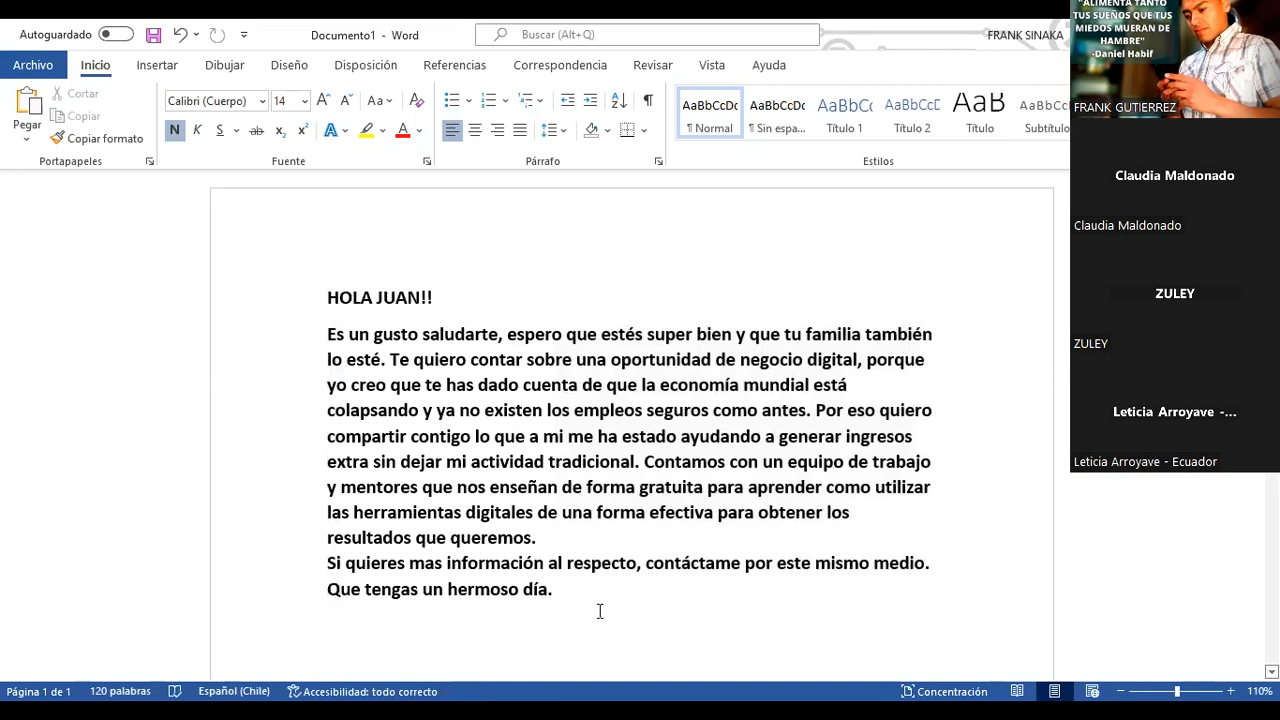 "ALIMENTA TANTO
TUS SUEÑOS QUE TUS
MIEDOS MUERAN DE
HAMBRE"
-Daniel Habif
FRANK GUTIERREZ
Autoguardado
Documento1 - Word
Buscar (Alt+Q)
FRANK SINAKA
Archivo Inicio Insertar Dibujar Diseño Disposición Referencias Correspondencia Revisar Vista Ayuda
Pegar
Cortar
Copiar
Copiar formato
Portapapeles
Calibri (Cuerpo) 14
Aa
N K S ab x₂ x² A A
Fuente
Párrafo
AaBbCcDc AaBbCcDc AaBbCc AaBbCcD AaB AaBbCcD
¶ Normal ¶ Sin espa... Título 1 Título 2 Título Subtítulo
Estilos
HOLA JUAN!!
Es un gusto saludarte, espero que estés super bien y que tu familia también
lo esté. Te quiero contar sobre una oportunidad de negocio digital, porque
yo creo que te has dado cuenta de que la economía mundial está
colapsando y ya no existen los empleos seguros como antes. Por eso quiero
compartir contigo lo que a mi me ha estado ayudando a generar ingresos
extra sin dejar mi actividad tradicional. Contamos con un equipo de trabajo
y mentores que nos enseñan de forma gratuita para aprender como utilizar
las herramientas digitales de una forma efectiva para obtener los
resultados que queremos.
Si quieres mas información al respecto, contáctame por este mismo medio.
Que tengas un hermoso día.
Claudia Maldonado
Claudia Maldonado
ZULEY
ZULEY
Leticia Arroyave -...
Leticia Arroyave - Ecuador
Página 1 de 1 120 palabras Español (Chile) Accesibilidad: todo correcto Concentración 110%